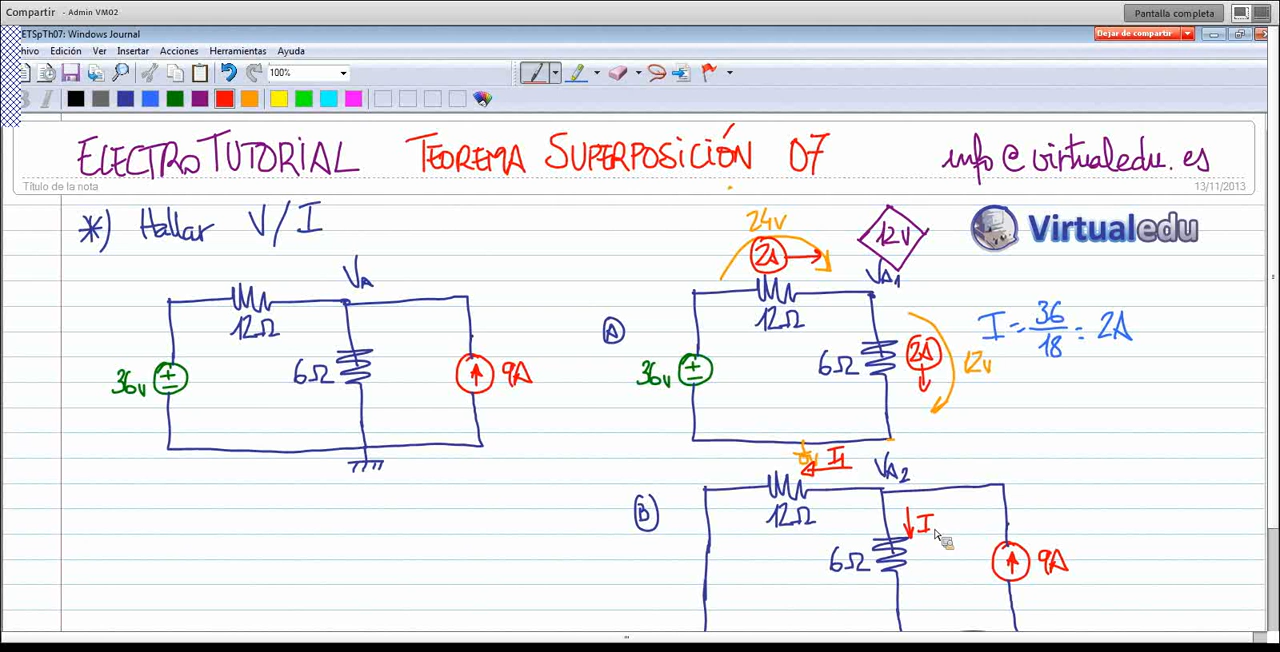 Compartir - Admin VM02
Pantalla completa
ETSpTh07: Windows Journal
Dejar de compartir
hivo Edición Ver Insertar Acciones Herramientas Ayuda
100%
ELECTROTUTORIAL TEOREMA SUPERPOSICIÓN 07 info@virtualedu.es
Título de la nota
13/11/2013
*) Hallar V/I
Virtualedu
24V
2A
12V
VA
VA1
12Ω
12Ω
I = 36/18 = 2A
A
36V
6Ω
9A
36V
6Ω
2A
12V
0V
I1
VA2
B
12Ω
I
6Ω
9A